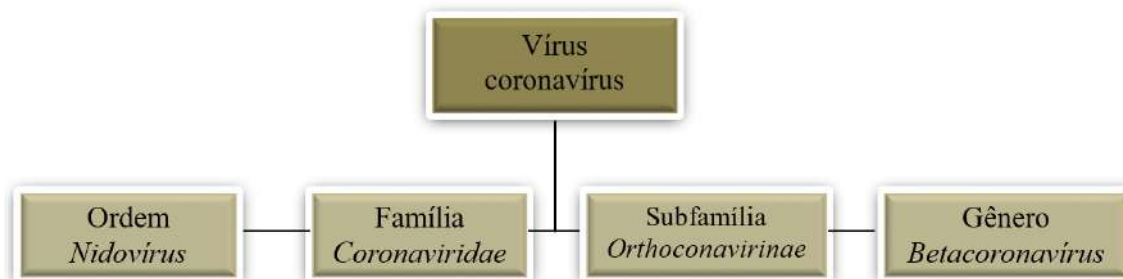 Vírus
coronavírus
Ordem
Nidovírus
Família
Coronaviridae
Subfamília
Orthoconavirinae
Gênero
Betacoronavírus